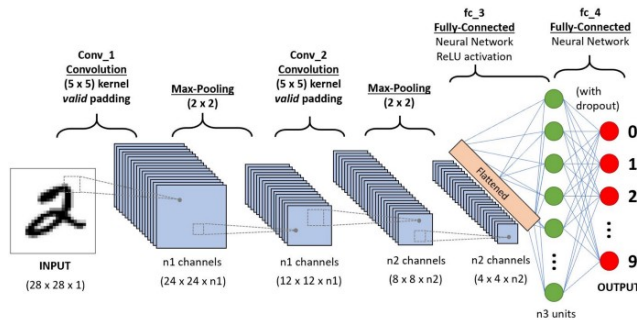 fc_3
Fully-Connected
Neural Network
ReLU activation
fc_4
Fully-Connected
Neural Network
Conv_1
Convolution
(5 x 5) kernel
valid padding
Max-Pooling
(2 x 2)
Conv_2
Convolution
(5 x 5) kernel
valid padding
Max-Pooling
(2 x 2)
(with
dropout)
Flattened
0
1
2
9
2
INPUT
(28 x 28 x 1)
n1 channels
(24 x 24 x n1)
n1 channels
(12 x 12 x n1)
n2 channels
(8 x 8 x n2)
n2 channels
(4 x 4 x n2)
OUTPUT
n3 units